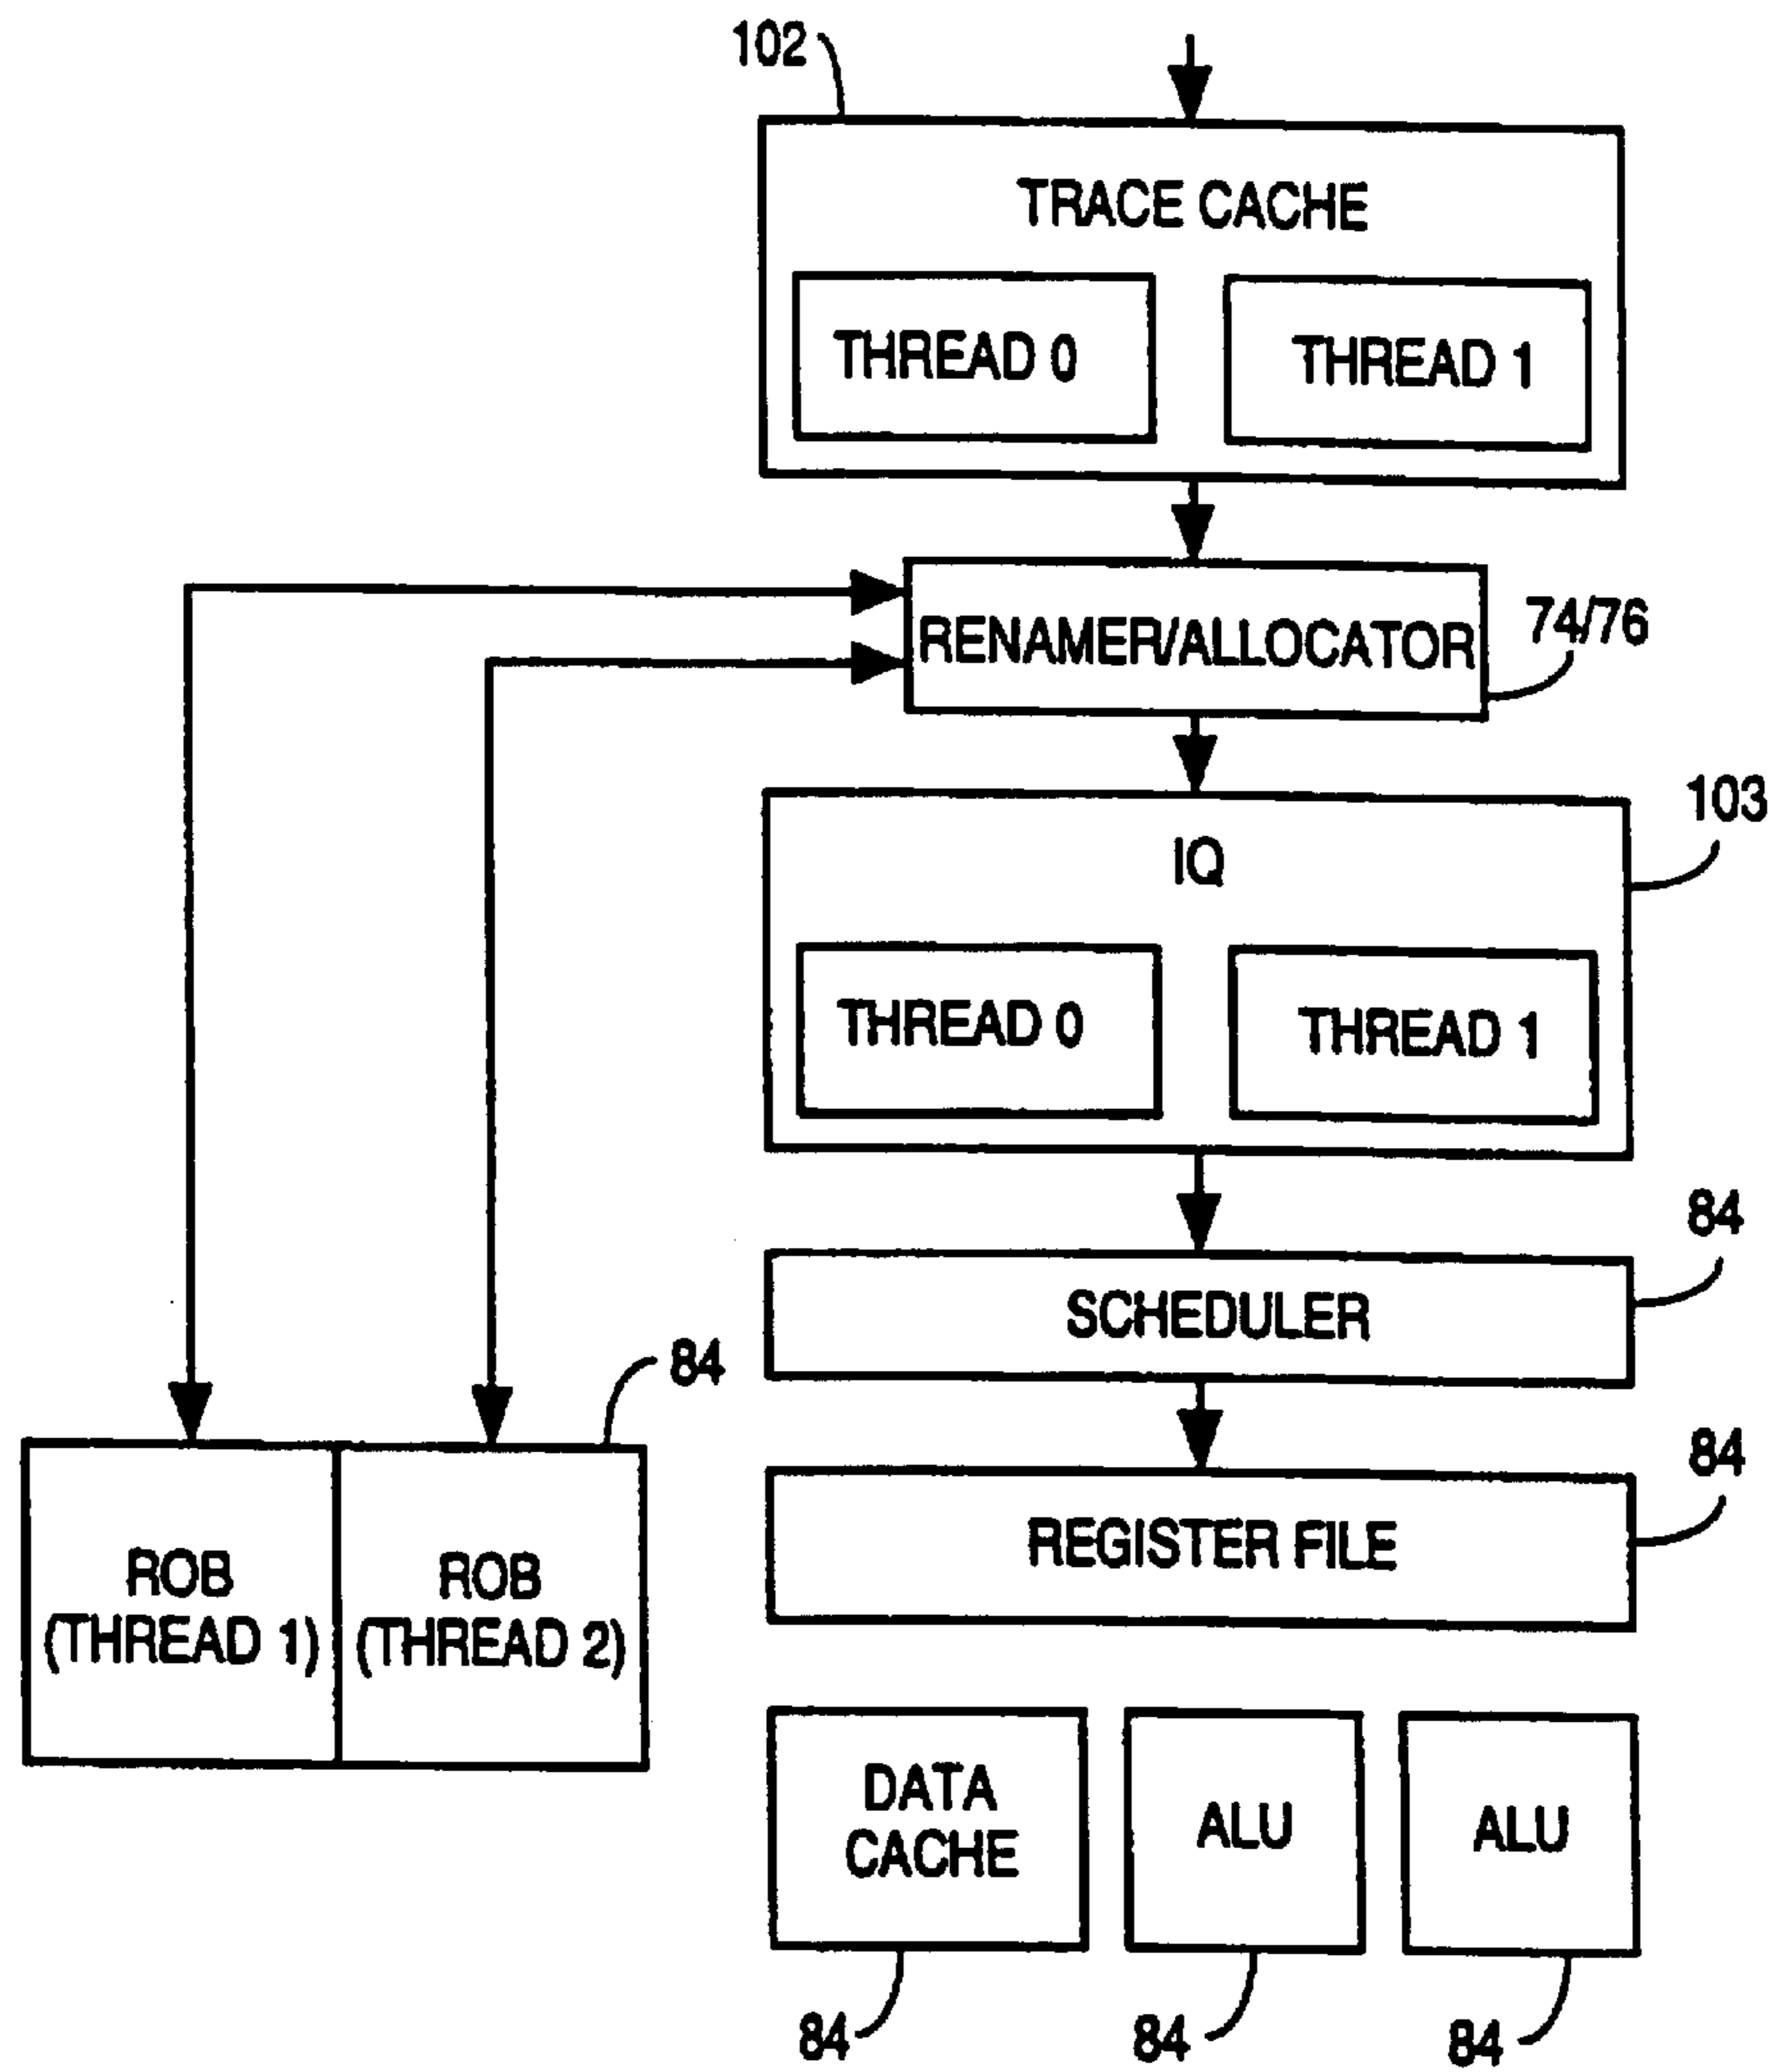 102
TRACE CACHE
THREAD 0
THREAD 1
RENAMER/ALLOCATOR
74/76
103
IQ
THREAD 0
THREAD 1
84
SCHEDULER
84
84
REGISTER FILE
ROB
(THREAD 1)
ROB
(THREAD 2)
DATA
CACHE
ALU
ALU
84
84
84